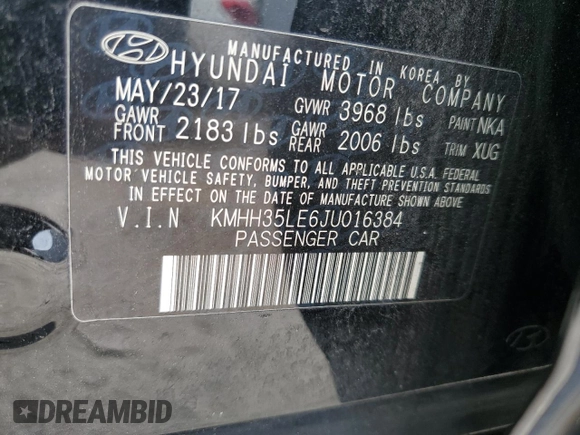 MANUFACTURED IN KOREA BY
HYUNDAI MOTOR COMPANY
MAY/23/17 GVWR 3968 lbs PAINT NKA
GAWR FRONT 2183 lbs GAWR REAR 2006 lbs TRIM XUG
THIS VEHICLE CONFORMS TO ALL APPLICABLE U.S.A. FEDERAL
MOTOR VEHICLE SAFETY, BUMPER, AND THEFT PREVENTION STANDARDS
IN EFFECT ON THE DATE OF MANUFACTURE SHOWN ABOVE
V.I.N KMHH35LE6JU016384
PASSENGER CAR
DREAMBID